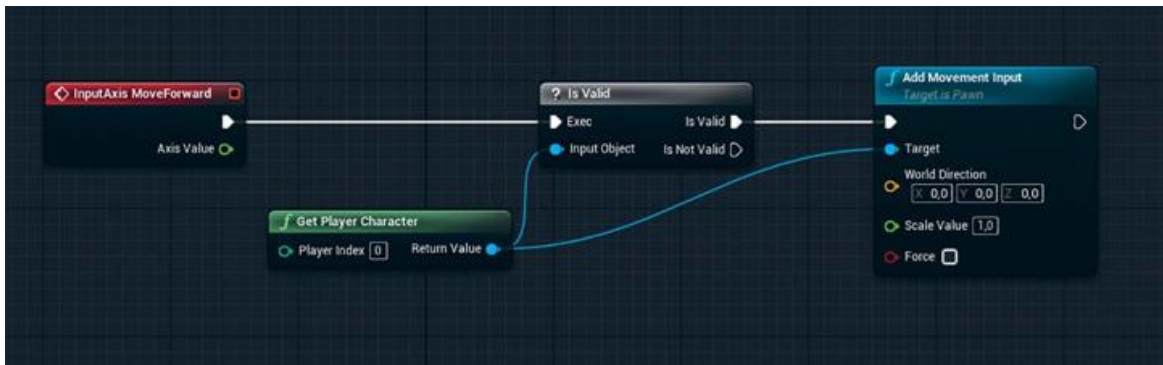 InputAxis MoveForward
Axis Value
Get Player Character
Player Index 0 Return Value
? Is Valid
Exec Is Valid
Input Object Is Not Valid
f Add Movement Input
Target is Pawn
Target
World Direction
X 0,0 Y 0,0 Z 0,0
Scale Value 1,0
Force